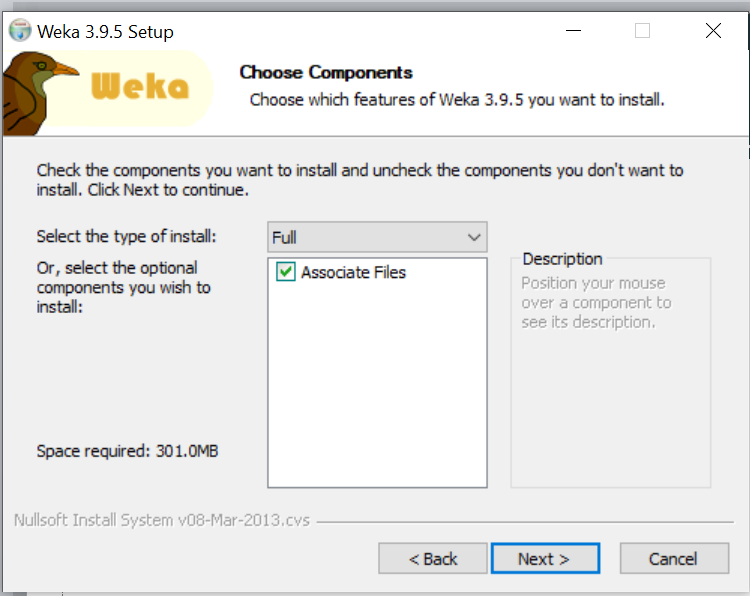 Weka 3.9.5 Setup
Weka
Choose Components
Choose which features of Weka 3.9.5 you want to install.
Check the components you want to install and uncheck the components you don't want to
install. Click Next to continue.
Select the type of install:
Full
Or, select the optional
components you wish to
install:
Associate Files
Description
Position your mouse
over a component to
see its description.
Space required: 301.0MB
Nullsoft Install System v08-Mar-2013.cvs
< Back
Next >
Cancel